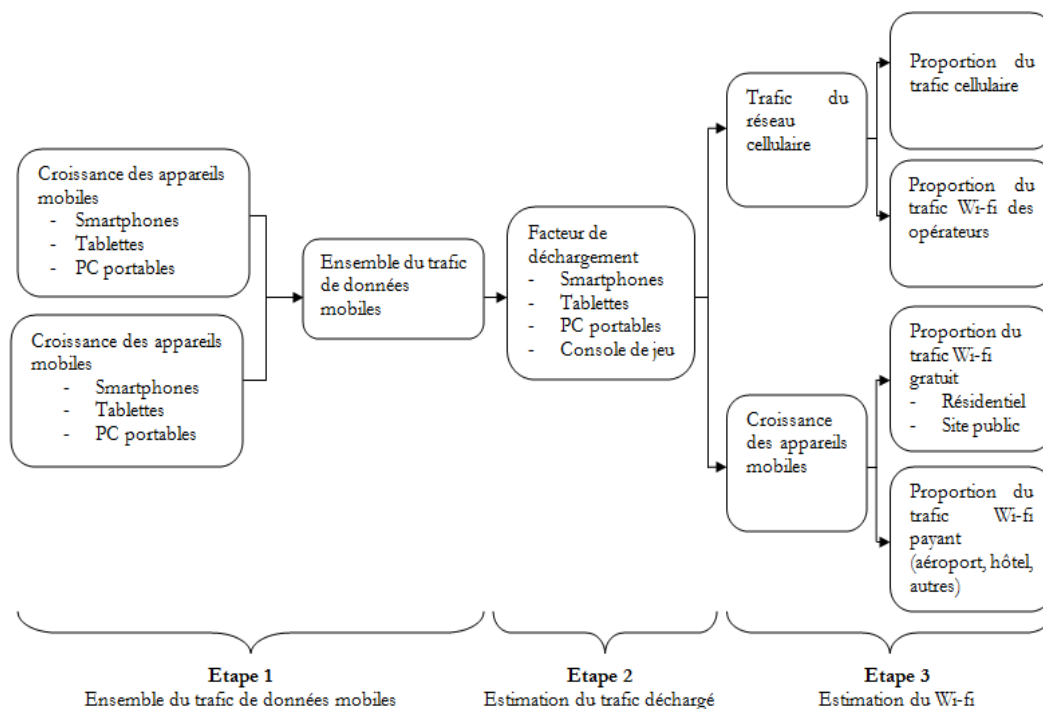 Croissance des appareils
mobiles
- Smartphones
- Tablettes
- PC portables
Croissance des appareils
mobiles
- Smartphones
- Tablettes
- PC portables
Ensemble du trafic
de données
mobiles
Facteur de
déchargement
- Smartphones
- Tablettes
- PC portables
- Console de jeu
Trafic du
réseau
cellulaire
Croissance
des appareils
mobiles
Proportion du
trafic cellulaire
Proportion du
trafic Wi-fi des
opérateurs
Proportion du
trafic Wi-fi
gratuit
- Résidentiel
- Site public
Proportion du
trafic Wi-fi
payant
(aéroport, hôtel,
autres)
Etape 1
Ensemble du trafic de données mobiles
Etape 2
Estimation du trafic déchargé
Etape 3
Estimation du Wi-fi